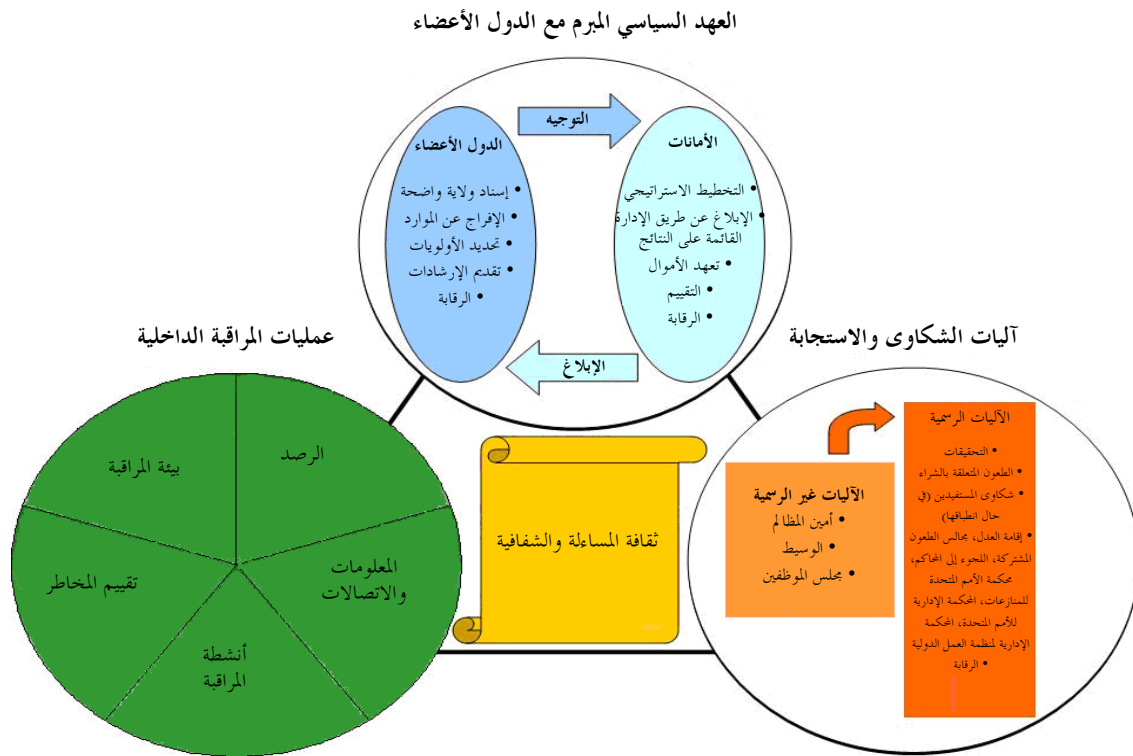 العهد السياسي المبرم مع الدول الأعضاء
التوجيه
الأمانات
• التخطيط الاستراتيجي
• الإبلاغ عن طريق الإدارة
القائمة على النتائج
• تعهد الأموال
• التقييم
• الرقابة
الدول الأعضاء
• إسناد ولاية واضحة
• الإفراج عن الموارد
• تحديد الأولويات
• تقديم الإرشادات
• الرقابة
الإبلاغ
آليات الشكاوى والاستجابة
الآليات الرسمية
• التحقيقات
• الطعون المتعلقة بالشراء
• شكاوى المستفيدين (في
حال انطباقها)
• إقامة العدل، مجالس الطعون
المشتركة، اللجوء إلى المحاكم،
محكمة الأمم المتحدة
للمنازعات، المحكمة الإدارية
للأمم المتحدة، المحكمة
الإدارية لمنظمة العمل الدولية
• الرقابة
الآليات غير الرسمية
• أمين المظالم
• الوسيط
• مجلس الموظفين
ثقافة المساءلة والشفافية
عمليات المراقبة الداخلية
الرصد
بيئة المراقبة
المعلومات
والاتصالات
تقييم المخاطر
أنشطة
المراقبة